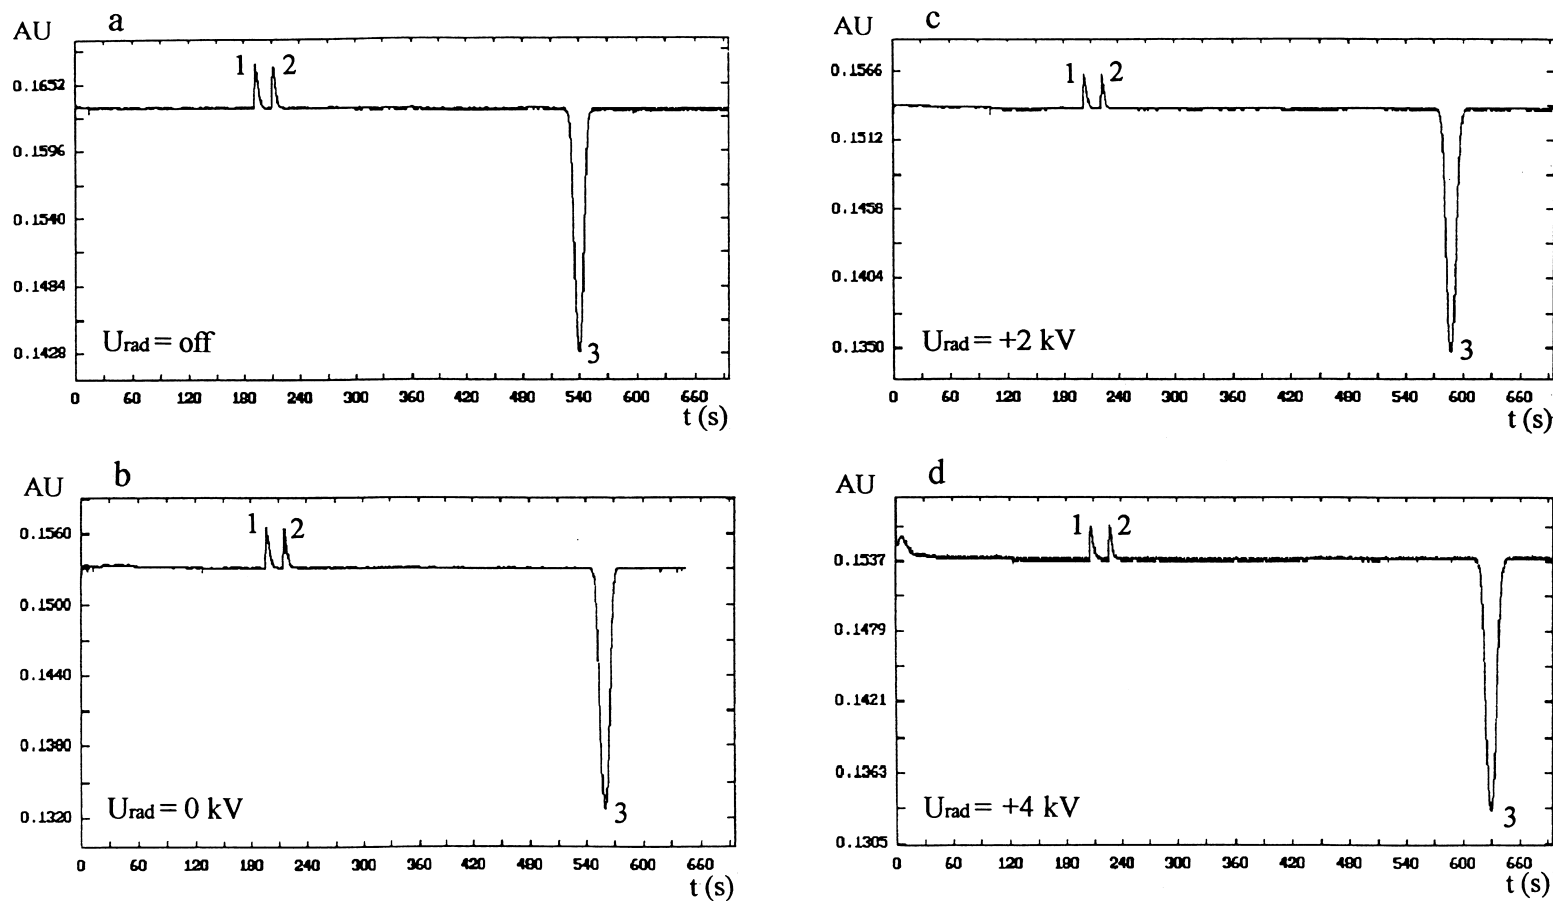 a
AU
1 2
0.1652
0.1596
0.1540
0.1484
0.1428
Urad = off
3
0 60 120 180 240 300 360 420 480 540 600 660
t (s)
c
AU
1 2
0.1566
0.1512
0.1458
0.1404
0.1350
Urad = +2 kV
3
0 60 120 180 240 300 360 420 480 540 600 660
t (s)
b
AU
1 2
0.1560
0.1500
0.1440
0.1380
0.1320
Urad = 0 kV
3
0 60 120 200 240 300 360 420 480 540 600 660
t (s)
d
AU
1 2
0.1537
0.1479
0.1421
0.1363
0.1305
Urad = +4 kV
3
0 60 120 180 240 300 360 420 480 540 600 660
t (s)